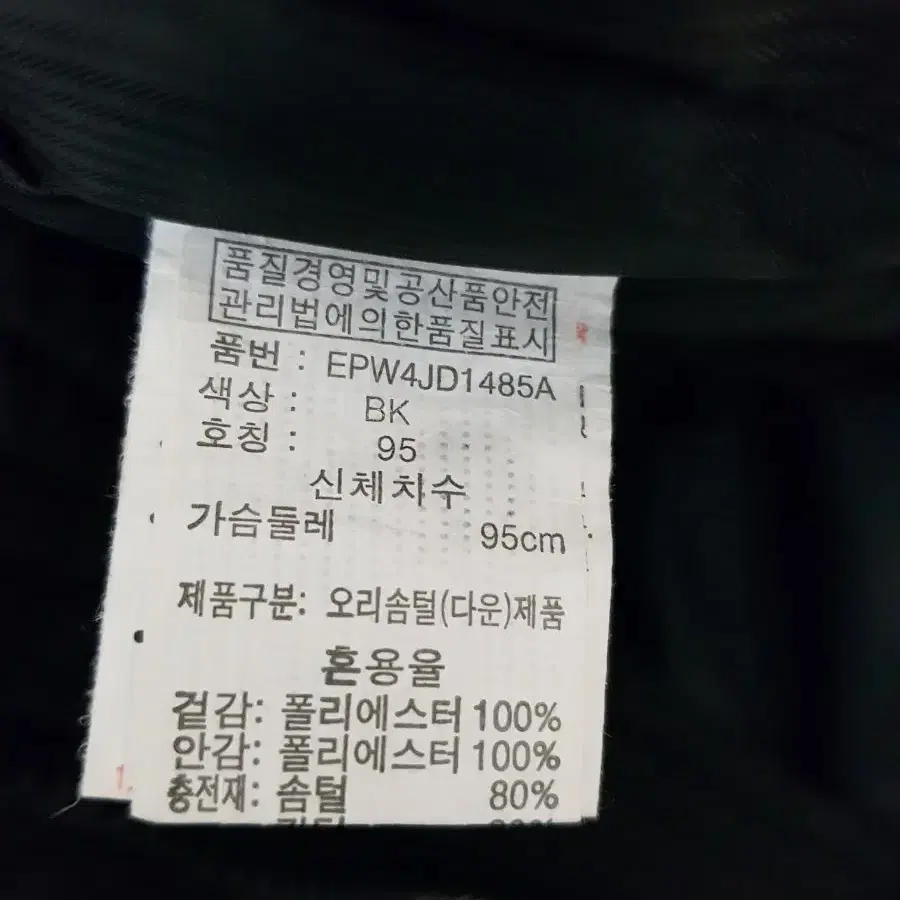 품질경영및공산품안전
관리법에의한품질표시
품번 : EPW4JD1485A
색상 : BK
호칭 : 95
신체치수
가슴둘레 95cm
제품구분: 오리솜털(다운)제품
혼용율
겉감: 폴리에스터 100%
안감: 폴리에스터 100%
충전재: 솜털 80%